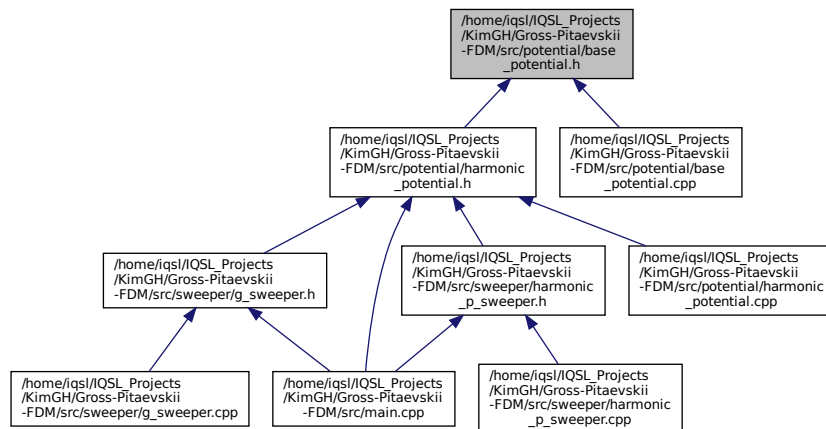 /home/iqsl/IQSL_Projects
/KimGH/Gross-Pitaevskii
-FDM/src/potential/base
_potential.h
/home/iqsl/IQSL_Projects
/KimGH/Gross-Pitaevskii
-FDM/src/potential/harmonic
_potential.h
/home/iqsl/IQSL_Projects
/KimGH/Gross-Pitaevskii
-FDM/src/potential/base
_potential.cpp
/home/iqsl/IQSL_Projects
/KimGH/Gross-Pitaevskii
-FDM/src/sweeper/g_sweeper.h
/home/iqsl/IQSL_Projects
/KimGH/Gross-Pitaevskii
-FDM/src/sweeper/harmonic
_p_sweeper.h
/home/iqsl/IQSL_Projects
/KimGH/Gross-Pitaevskii
-FDM/src/potential/harmonic
_potential.cpp
/home/iqsl/IQSL_Projects
/KimGH/Gross-Pitaevskii
-FDM/src/sweeper/g_sweeper.cpp
/home/iqsl/IQSL_Projects
/KimGH/Gross-Pitaevskii
-FDM/src/main.cpp
/home/iqsl/IQSL_Projects
/KimGH/Gross-Pitaevskii
-FDM/src/sweeper/harmonic
_p_sweeper.cpp